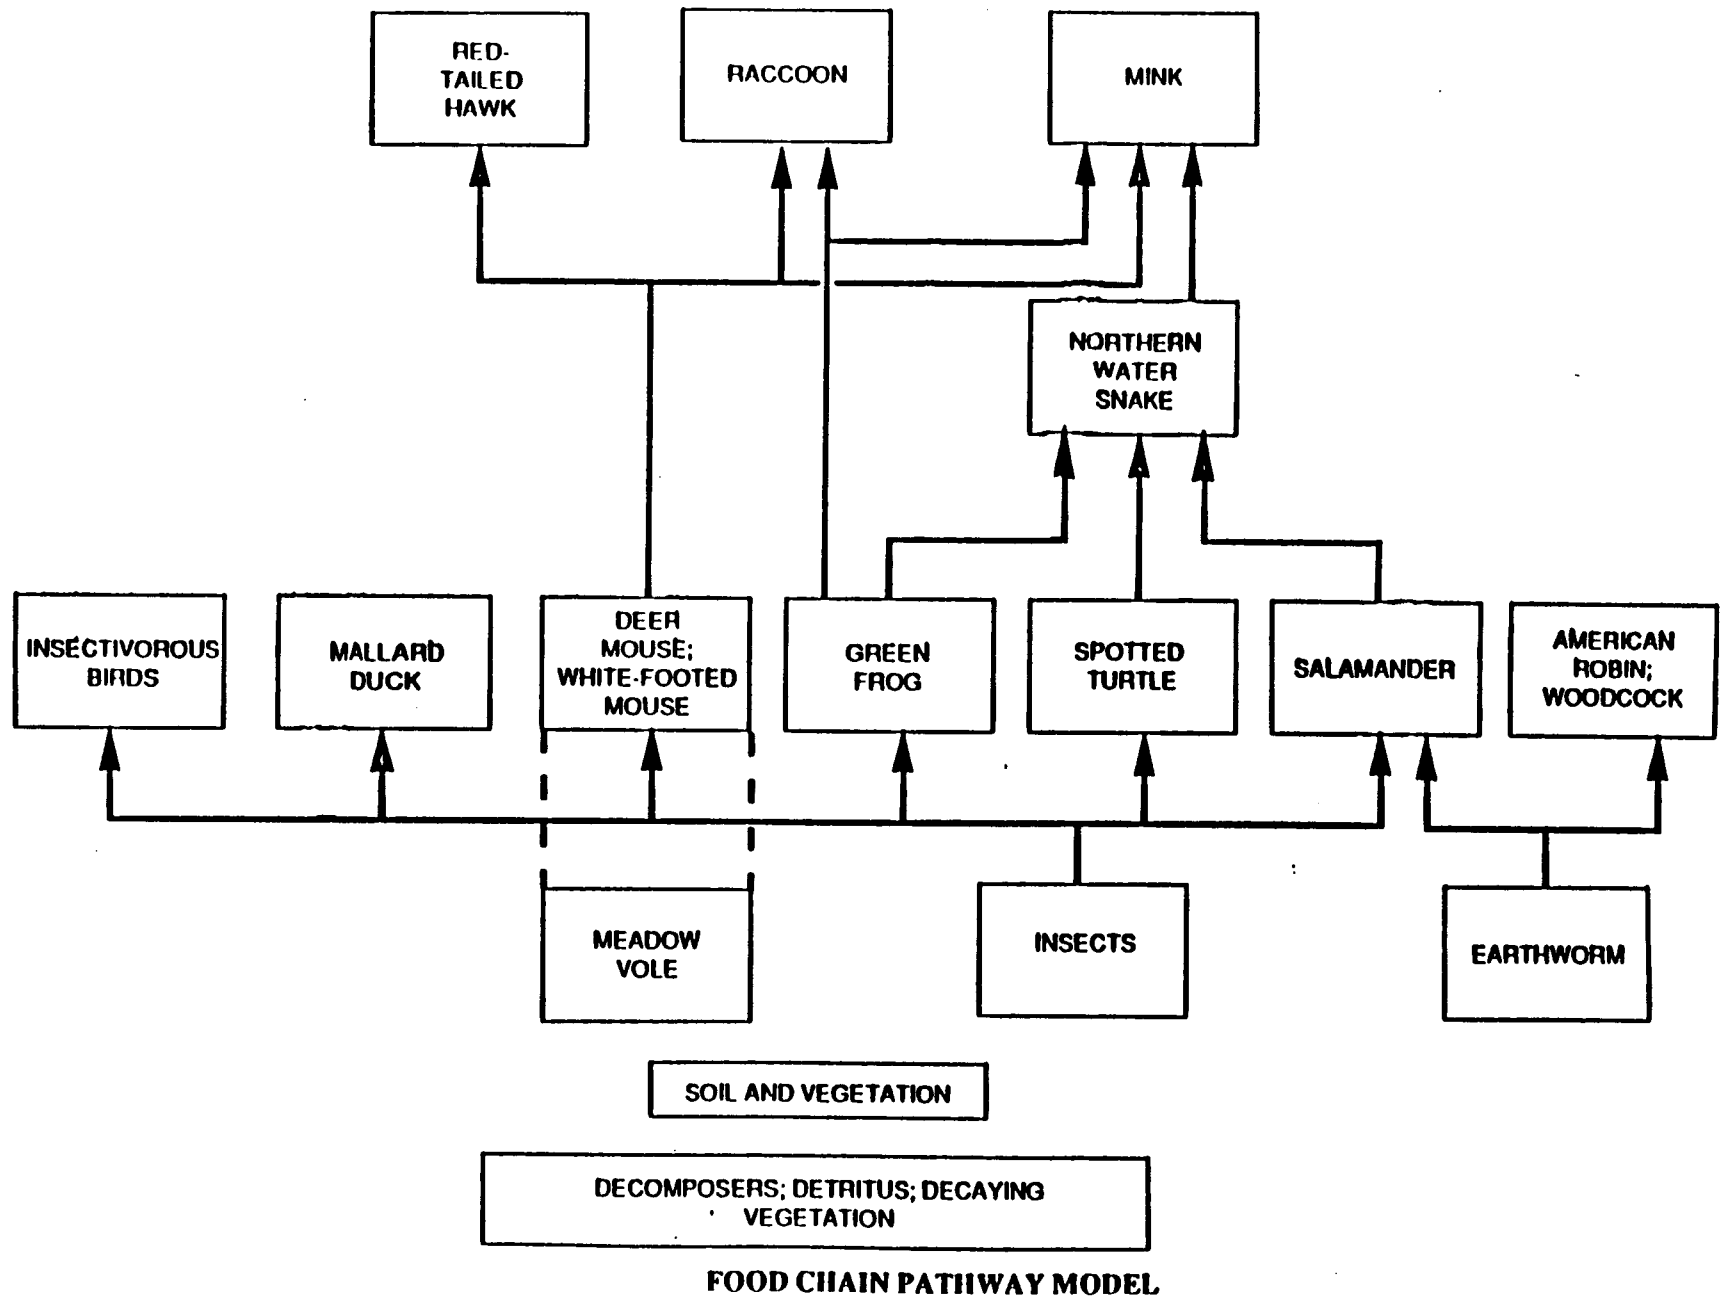 RED-
TAILED
HAWK
RACCOON
MINK
NORTHERN
WATER
SNAKE
INSECTIVOROUS
BIRDS
MALLARD
DUCK
DEER
MOUSE;
WHITE-FOOTED
MOUSE
GREEN
FROG
SPOTTED
TURTLE
SALAMANDER
AMERICAN
ROBIN;
WOODCOCK
MEADOW
VOLE
INSECTS
EARTHWORM
SOIL AND VEGETATION
DECOMPOSERS; DETRITUS; DECAYING
VEGETATION
FOOD CHAIN PATHWAY MODEL